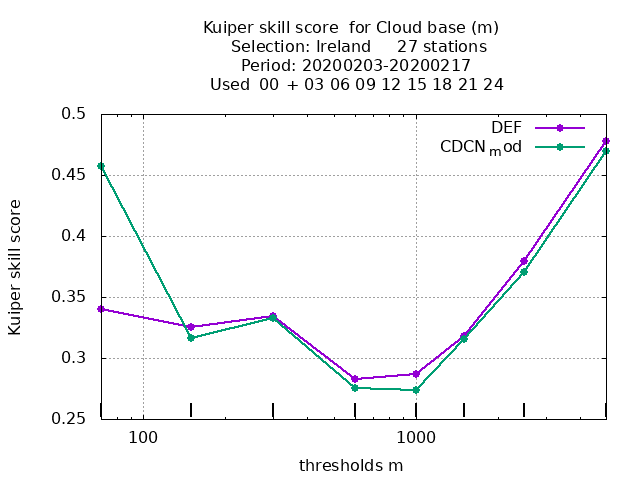 Kuiper skill score  for Cloud base (m)
Selection: Ireland     27 stations
Period: 20200203-20200217
Used  00 + 03 06 09 12 15 18 21 24
DEF
CDCNmod
0.5
0.45
0.4
0.35
0.3
0.25
Kuiper skill score
100 1000
thresholds m